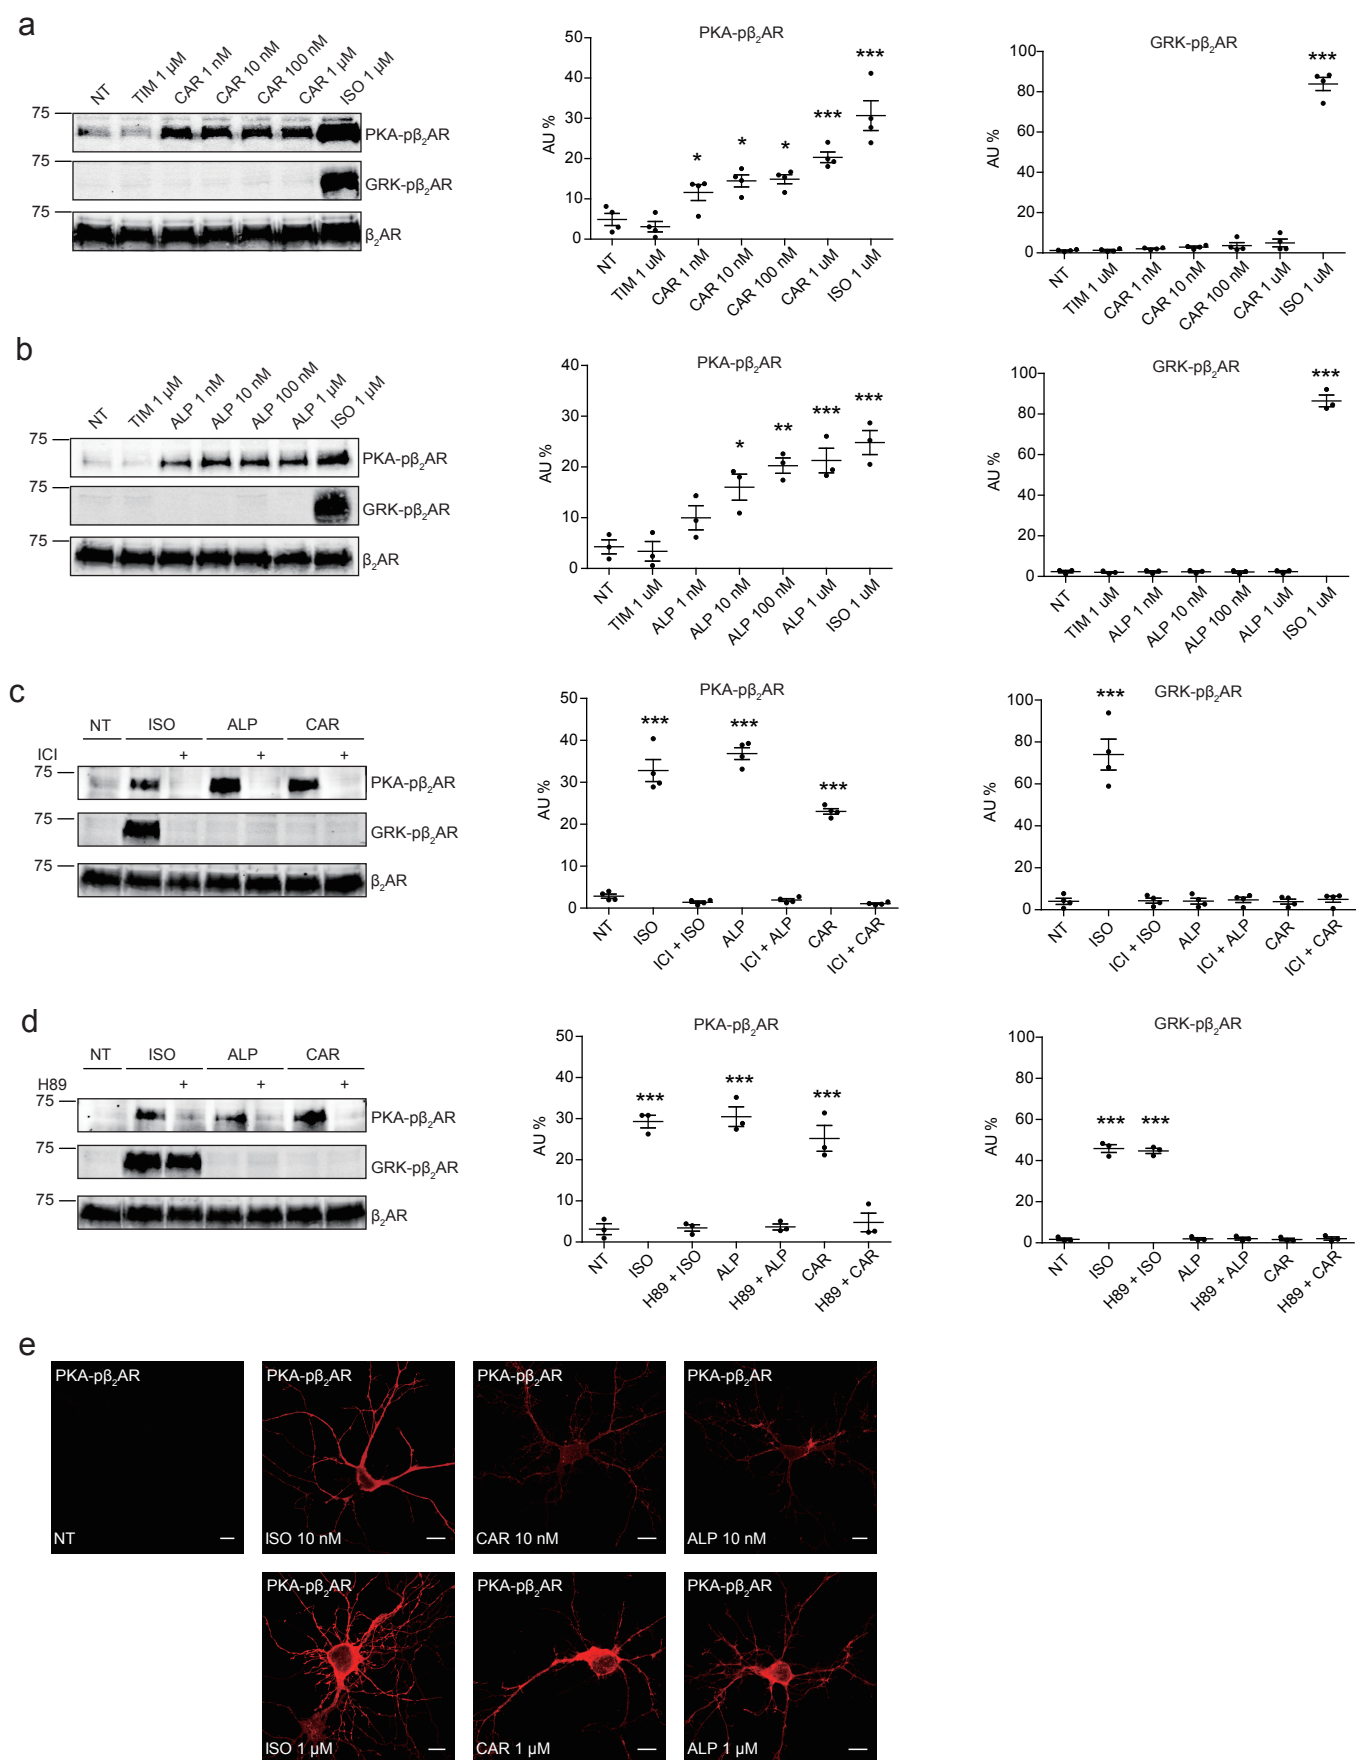 a
NT TIM 1 μM CAR 1 nM CAR 10 nM CAR 100 nM CAR 1 μM ISO 1 μM
75
PKA-pβ₂AR
75
GRK-pβ₂AR
75
β₂AR
PKA-pβ₂AR
AU %
50
40
30
20
10
0
* * * *** ***
NT TIM 1 uM CAR 1 nM CAR 10 nM CAR 100 nM CAR 1 uM ISO 1 uM
GRK-pβ₂AR
AU %
100
80
60
40
20
0
***
NT TIM 1 uM CAR 1 nM CAR 10 nM CAR 100 nM CAR 1 uM ISO 1 uM
b
NT TIM 1 μM ALP 1 nM ALP 10 nM ALP 100 nM ALP 1 μM ISO 1 μM
75
PKA-pβ₂AR
75
GRK-pβ₂AR
75
β₂AR
PKA-pβ₂AR
AU %
40
30
20
10
0
* ** *** ***
NT TIM 1 uM ALP 1 nM ALP 10 nM ALP 100 nM ALP 1 uM ISO 1 uM
GRK-pβ₂AR
AU %
100
80
60
40
20
0
***
NT TIM 1 uM ALP 1 nM ALP 10 nM ALP 100 nM ALP 1 uM ISO 1 uM
c
NT ISO ALP CAR
ICI + + +
75
PKA-pβ₂AR
75
GRK-pβ₂AR
75
β₂AR
PKA-pβ₂AR
AU %
50
40
30
20
10
0
*** *** ***
NT ISO ICI + ISO ALP ICI + ALP CAR ICI + CAR
GRK-pβ₂AR
AU %
100
80
60
40
20
0
***
NT ISO ICI + ISO ALP ICI + ALP CAR ICI + CAR
d
NT ISO ALP CAR
H89 + + +
75
PKA-pβ₂AR
75
GRK-pβ₂AR
75
β₂AR
PKA-pβ₂AR
AU %
50
40
30
20
10
0
*** *** ***
NT ISO H89 + ISO ALP H89 + ALP CAR H89 + CAR
GRK-pβ₂AR
AU %
100
80
60
40
20
0
*** ***
NT ISO H89 + ISO ALP H89 + ALP CAR H89 + CAR
e
PKA-pβ₂AR PKA-pβ₂AR PKA-pβ₂AR PKA-pβ₂AR
NT ISO 10 nM CAR 10 nM ALP 10 nM
PKA-pβ₂AR PKA-pβ₂AR PKA-pβ₂AR
ISO 1 μM CAR 1 μM ALP 1 μM